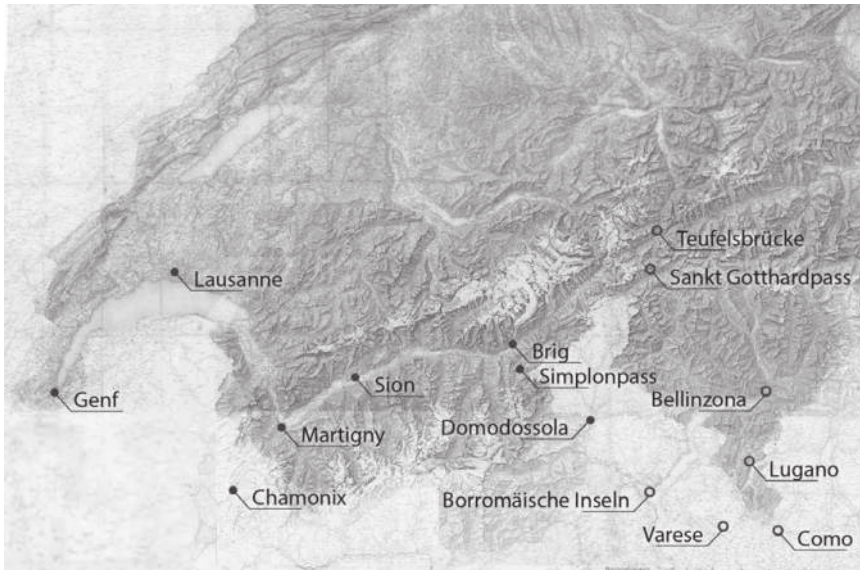 Teufelsbrücke
Lausanne
Sankt Gotthardpass
Brig
Sion
Simplonpass
Genf
Bellinzona
Martigny
Domodossola
Lugano
Chamonix
Borromäische Inseln
Varese
Como